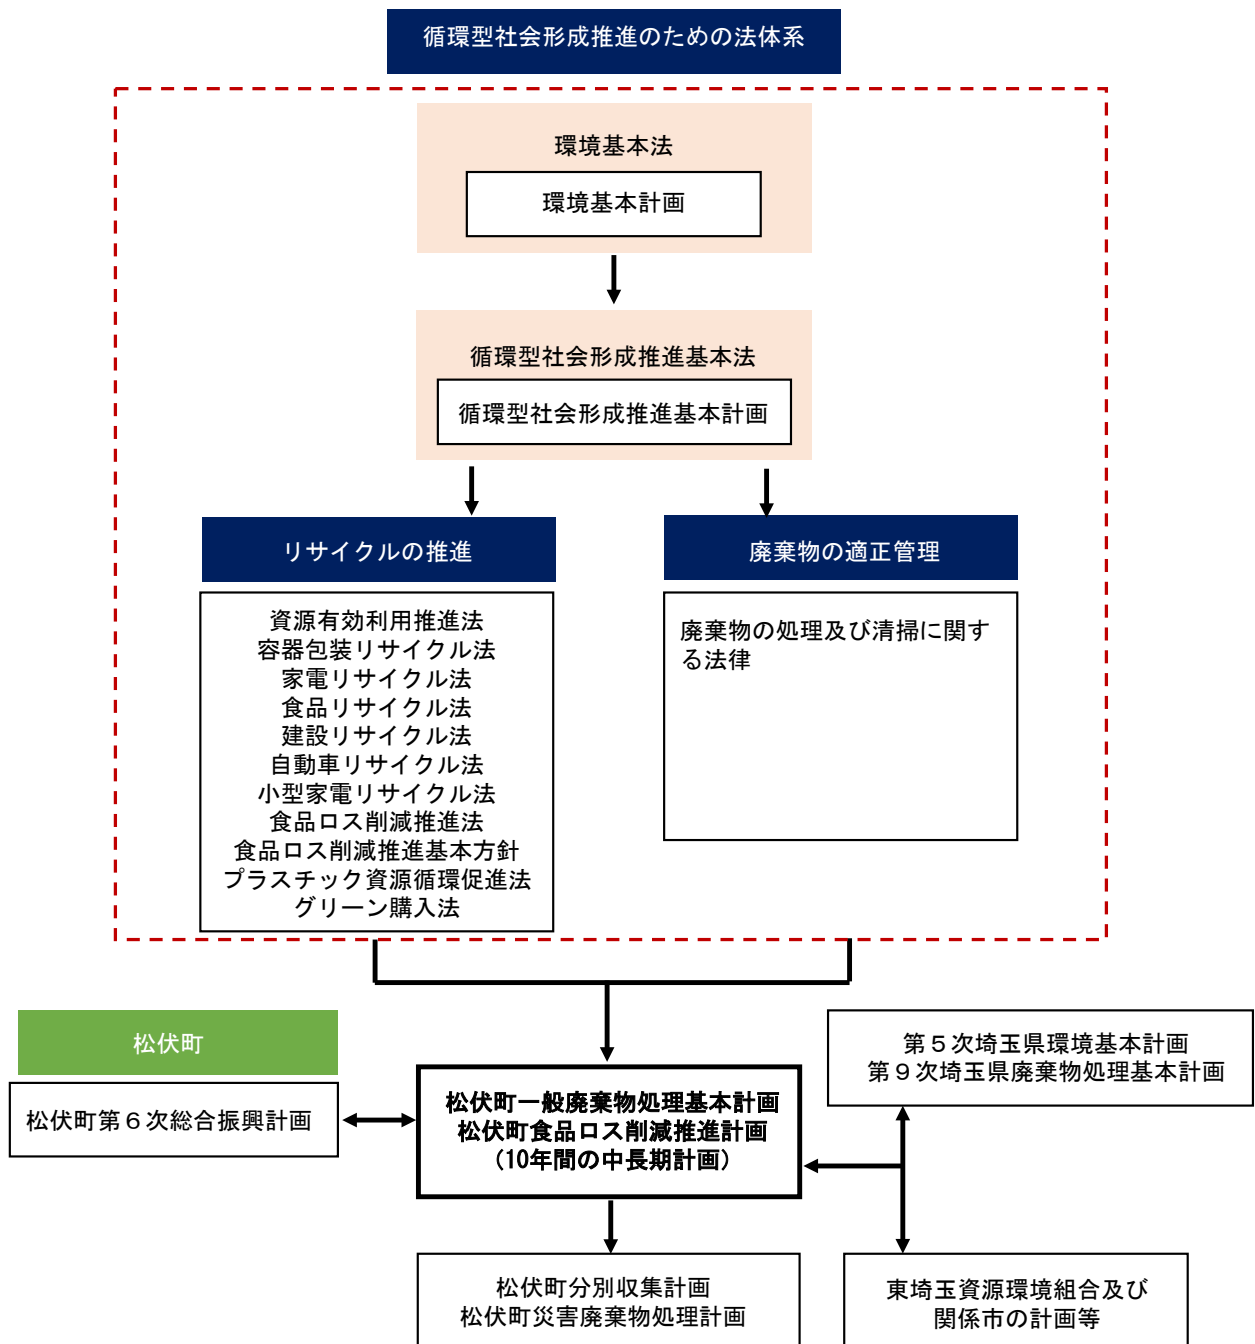 循環型社会形成推進のための法体系
環境基本法
環境基本計画
循環型社会形成推進基本法
循環型社会形成推進基本計画
リサイクルの推進
資源有効利用推進法
容器包装リサイクル法
家電リサイクル法
食品リサイクル法
建設リサイクル法
自動車リサイクル法
小型家電リサイクル法
食品ロス削減推進法
食品ロス削減推進基本方針
プラスチック資源循環促進法
グリーン購入法
廃棄物の適正管理
廃棄物の処理及び清掃に関す
る法律
松伏町
松伏町第６次総合振興計画
松伏町一般廃棄物処理基本計画
松伏町食品ロス削減推進計画
（10年間の中長期計画）
第５次埼玉県環境基本計画
第９次埼玉県廃棄物処理基本計画
松伏町分別収集計画
松伏町災害廃棄物処理計画
東埼玉資源環境組合及び
関係市の計画等